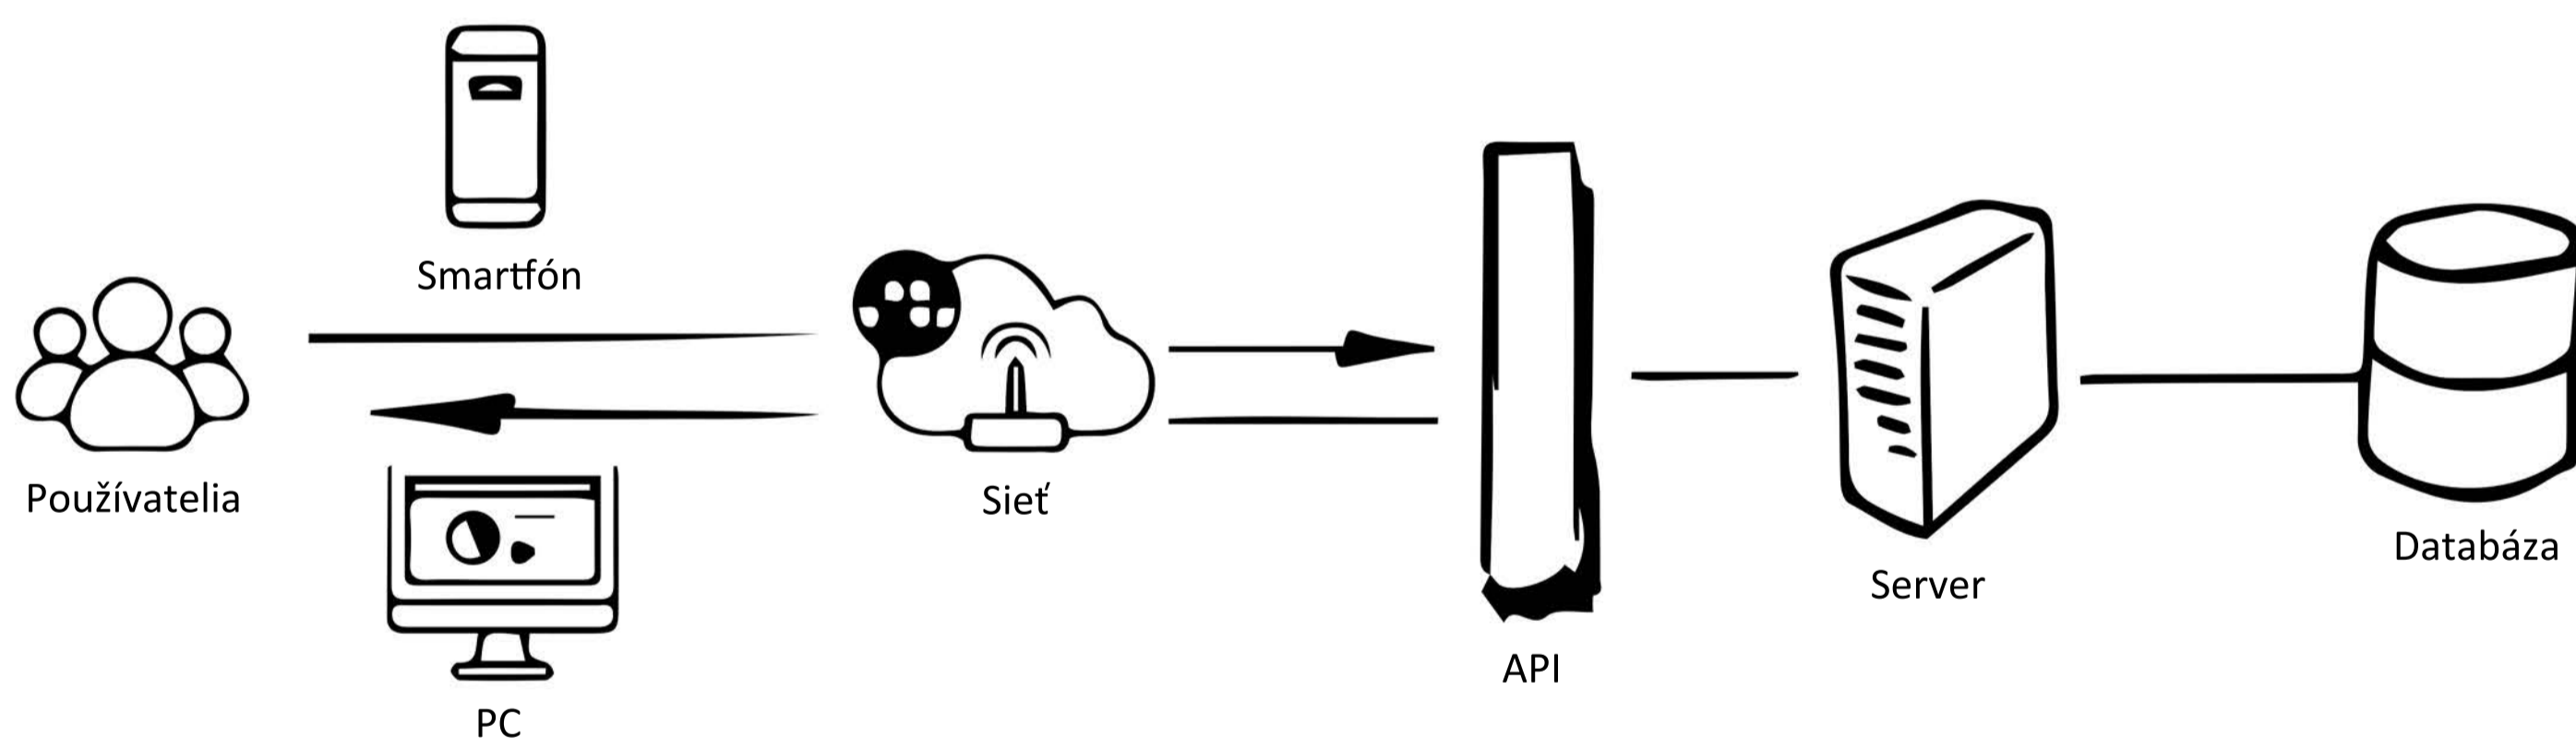 Smartfón
Používatelia
Sieť
PC
API
Server
Databáza